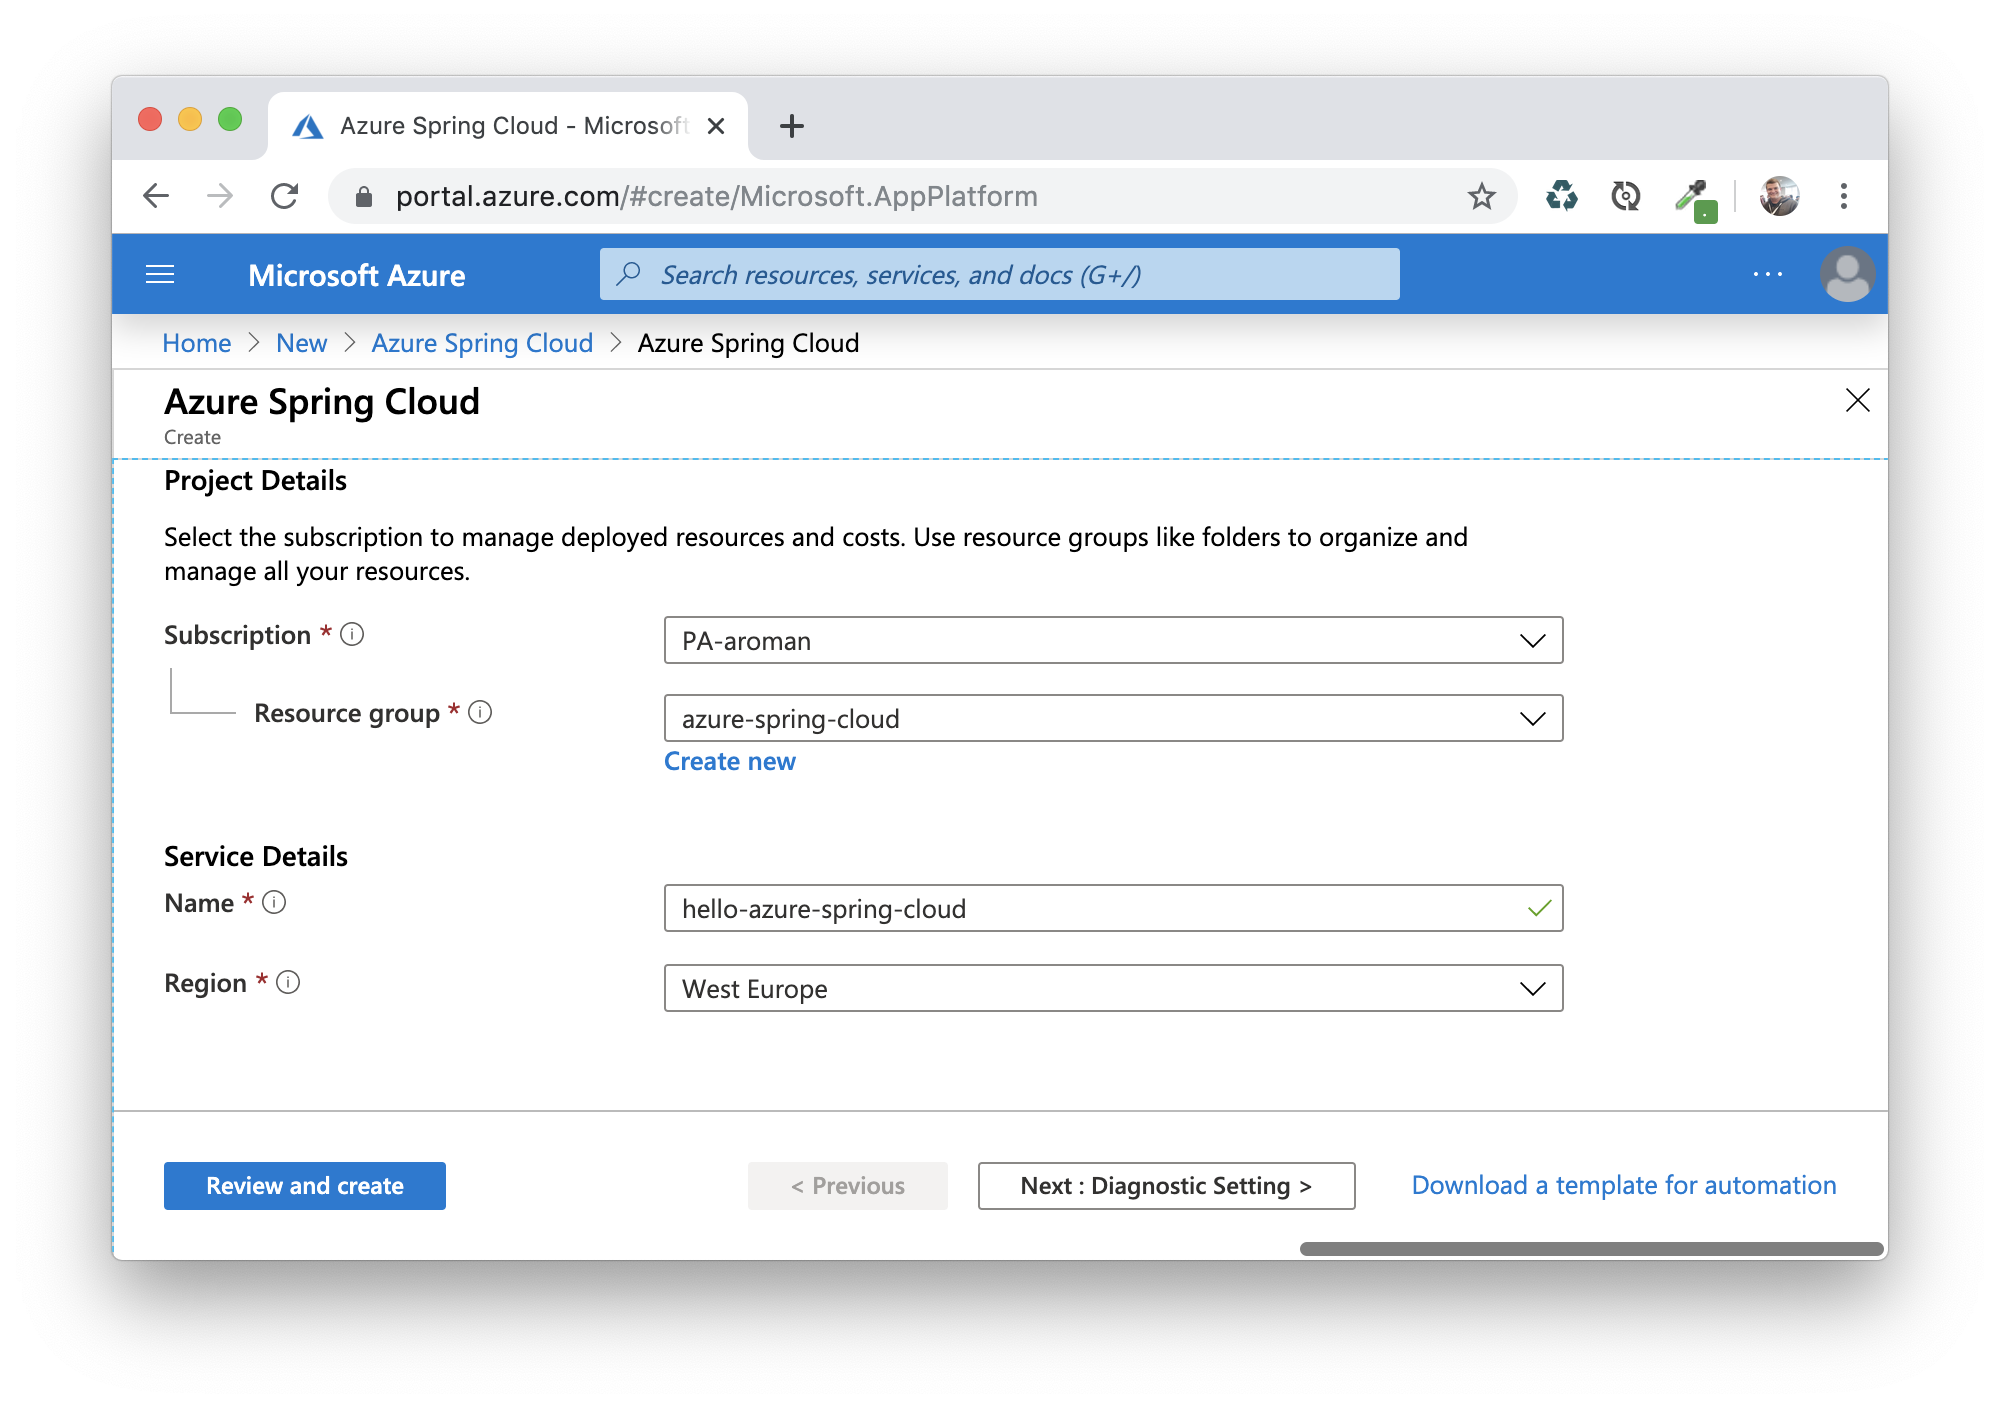 Azure Spring Cloud - Microsoft
portal.azure.com/#create/Microsoft.AppPlatform
Microsoft Azure
Search resources, services, and docs (G+/)
Home > New > Azure Spring Cloud > Azure Spring Cloud
Azure Spring Cloud
Create
Project Details
Select the subscription to manage deployed resources and costs. Use resource groups like folders to organize and
manage all your resources.
Subscription * PA-aroman
Resource group * azure-spring-cloud
Create new
Service Details
Name * hello-azure-spring-cloud
Region * West Europe
Review and create
< Previous
Next : Diagnostic Setting >
Download a template for automation